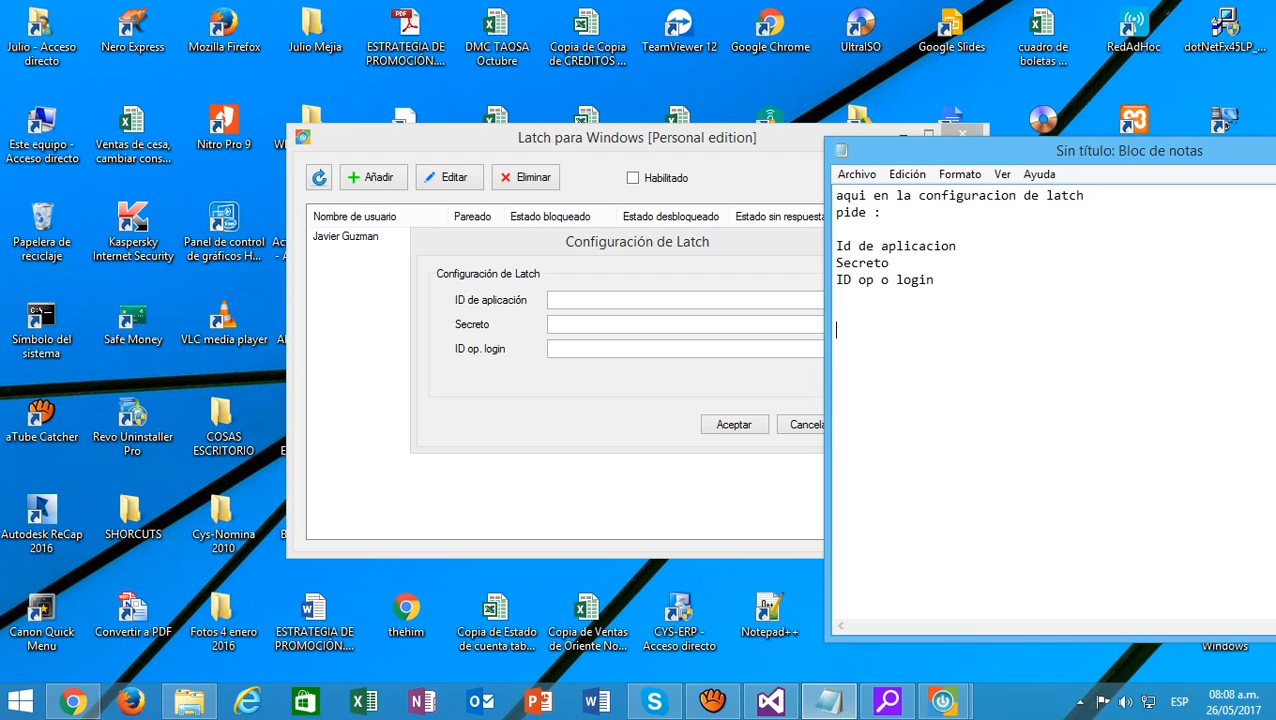 Julio - Acceso directo
Nero Express
Mozilla Firefox
Julio Mejia
ESTRATEGIA DE PROMOCIÓN....
DMC TAOSA Octubre
Copia de Copia de CREDITOS ...
TeamViewer 12
Google Chrome
UltraISO
Google Slides
cuadro de boletas ...
RedAdHoc
dotNetFx45LP_...
Este equipo - Acceso directo
Ventas de cesa, cambiar cons...
Nitro Pro 9
Latch para Windows [Personal edition]
Añadir
Editar
Eliminar
Habilitado
Nombre de usuario
Pareado
Estado bloqueado
Estado desbloqueado
Estado sin respuesta
Javier Guzman
Configuración de Latch
Configuración de Latch
ID de aplicación
Secreto
ID op. login
Aceptar
Sin título: Bloc de notas
Archivo Edición Formato Ver Ayuda
aqui en la configuracion de latch
pide :
Id de aplicacion
Secreto
ID op o login
Papelera de reciclaje
Kaspersky Internet Security
Panel de control de gráficos H...
Símbolo del sistema
Safe Money
VLC media player
aTube Catcher
Revo Uninstaller Pro
COSAS ESCRITORIO
Autodesk ReCap 2016
SHORCUTS
Cys-Nomina 2010
Canon Quick Menu
Convertir a PDF
Fotos 4 enero 2016
ESTRATEGIA DE PROMOCIÓN....
thehim
Copia de Estado de cuenta tab...
Copia de Ventas de Oriente No...
CYS-ERP - Acceso directo
Notepad++
Windows
ESP
08:08 a.m.
26/05/2017